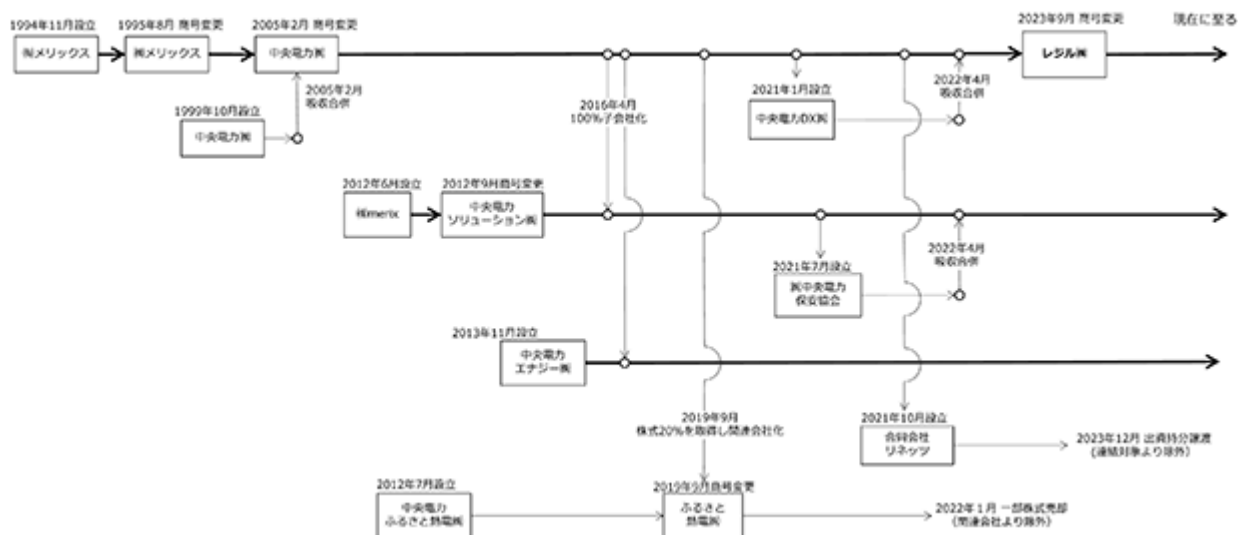 1994年11月設立
㈲メリックス
1995年8月 商号変更
㈱メリックス
2005年2月 商号変更
中央電力㈱
2023年9月 商号変更
レジル㈱
現在に至る
2005年2月
吸収合併
1999年10月設立
中央電力㈱
2016年4月
100%子会社化
2021年1月設立
中央電力DX㈱
2022年4月
吸収合併
2012年6月設立
㈱merix
2012年9月商号変更
中央電力
ソリューション㈱
2021年7月設立
㈱中央電力
保安協会
2022年4月
吸収合併
2013年11月設立
中央電力
エナジー㈱
2019年9月
株式20%を取得し関連会社化
2021年10月設立
合同会社
リネッツ
2023年12月 出資持分譲渡
(連結対象より除外)
2012年7月設立
中央電力
ふるさと熱電㈱
2019年9月商号変更
ふるさと
熱電㈱
2022年1月 一部株式売却
(関連会社より除外)